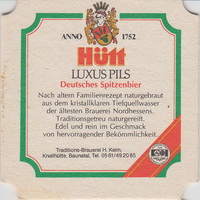 ANNO 1752
Hütt
LUXUS PILS
Deutsches Spitzenbier
Nach altem Familienrezept naturgebraut
aus dem kristallklaren Tiefquellwasser
der ältesten Brauerei Nordhessens.
Traditionsgetreu naturgereift.
Edel und rein im Geschmack
von hervorragender Bekömmlichkeit.
Traditions-Brauerei H. Keim,
Knallhütte, Baunatal, Tel. 05 61/49 20 85